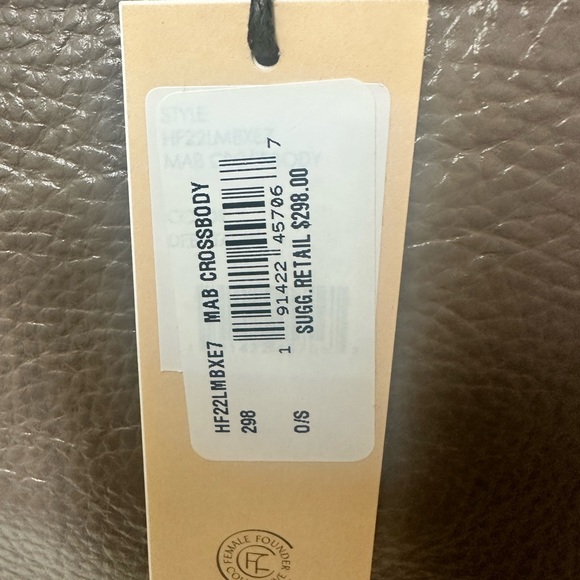 HF22LMBXE7 MAB CROSSBODY
298
1 91422 45706 7
O/S SUGG.RETAIL $298.00
STYLE
HF22LMBXE7
MAB
FEMALE FOUNDER